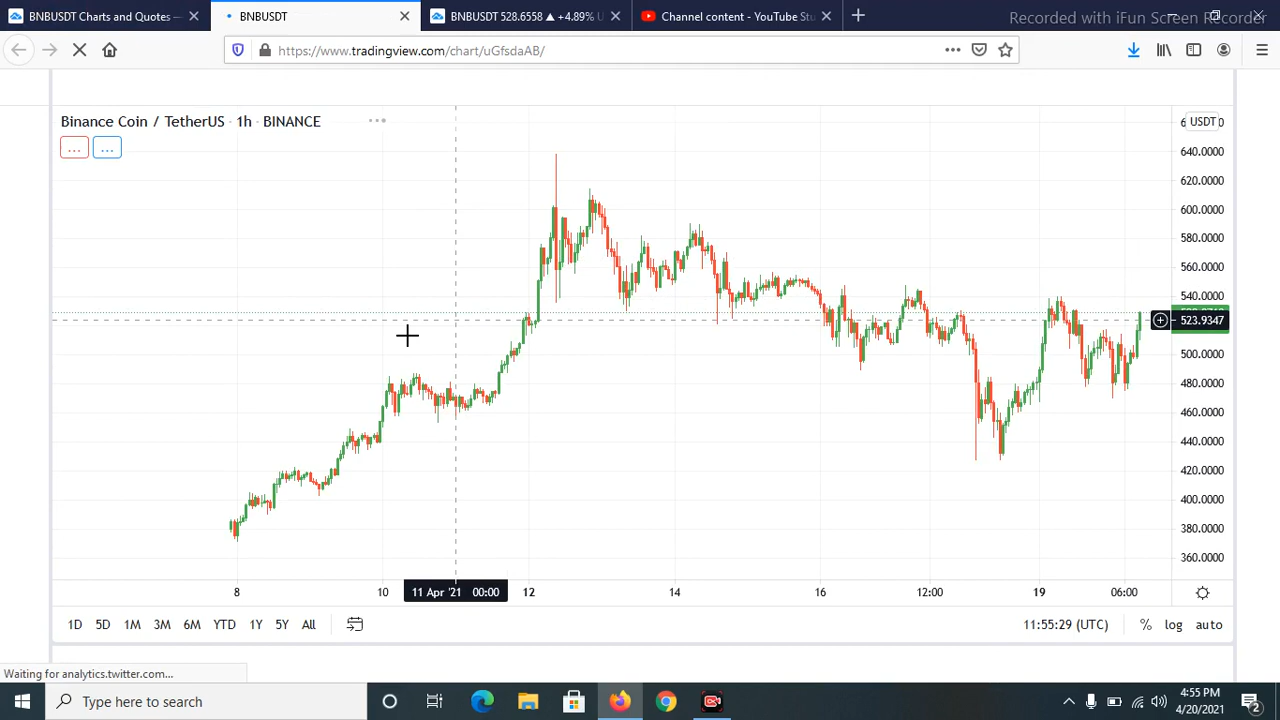 BNBUSDT Charts and Quotes —
BNBUSDT
BNBUSDT 528.6558 ▲ +4.89% U
Channel content - YouTube Stu
Recorded with iFun Screen Recorder
https://www.tradingview.com/chart/uGfsdaAB/
Binance Coin / TetherUS · 1h · BINANCE
USDT
640.0000
620.0000
600.0000
580.0000
560.0000
540.0000
523.9347
500.0000
480.0000
460.0000
440.0000
420.0000
400.0000
380.0000
360.0000
8 10 11 Apr '21 00:00 12 14 16 12:00 19 06:00
1D 5D 1M 3M 6M YTD 1Y 5Y All 11:55:29 (UTC) % log auto
Waiting for analytics.twitter.com...
Type here to search
4:55 PM
4/20/2021
2